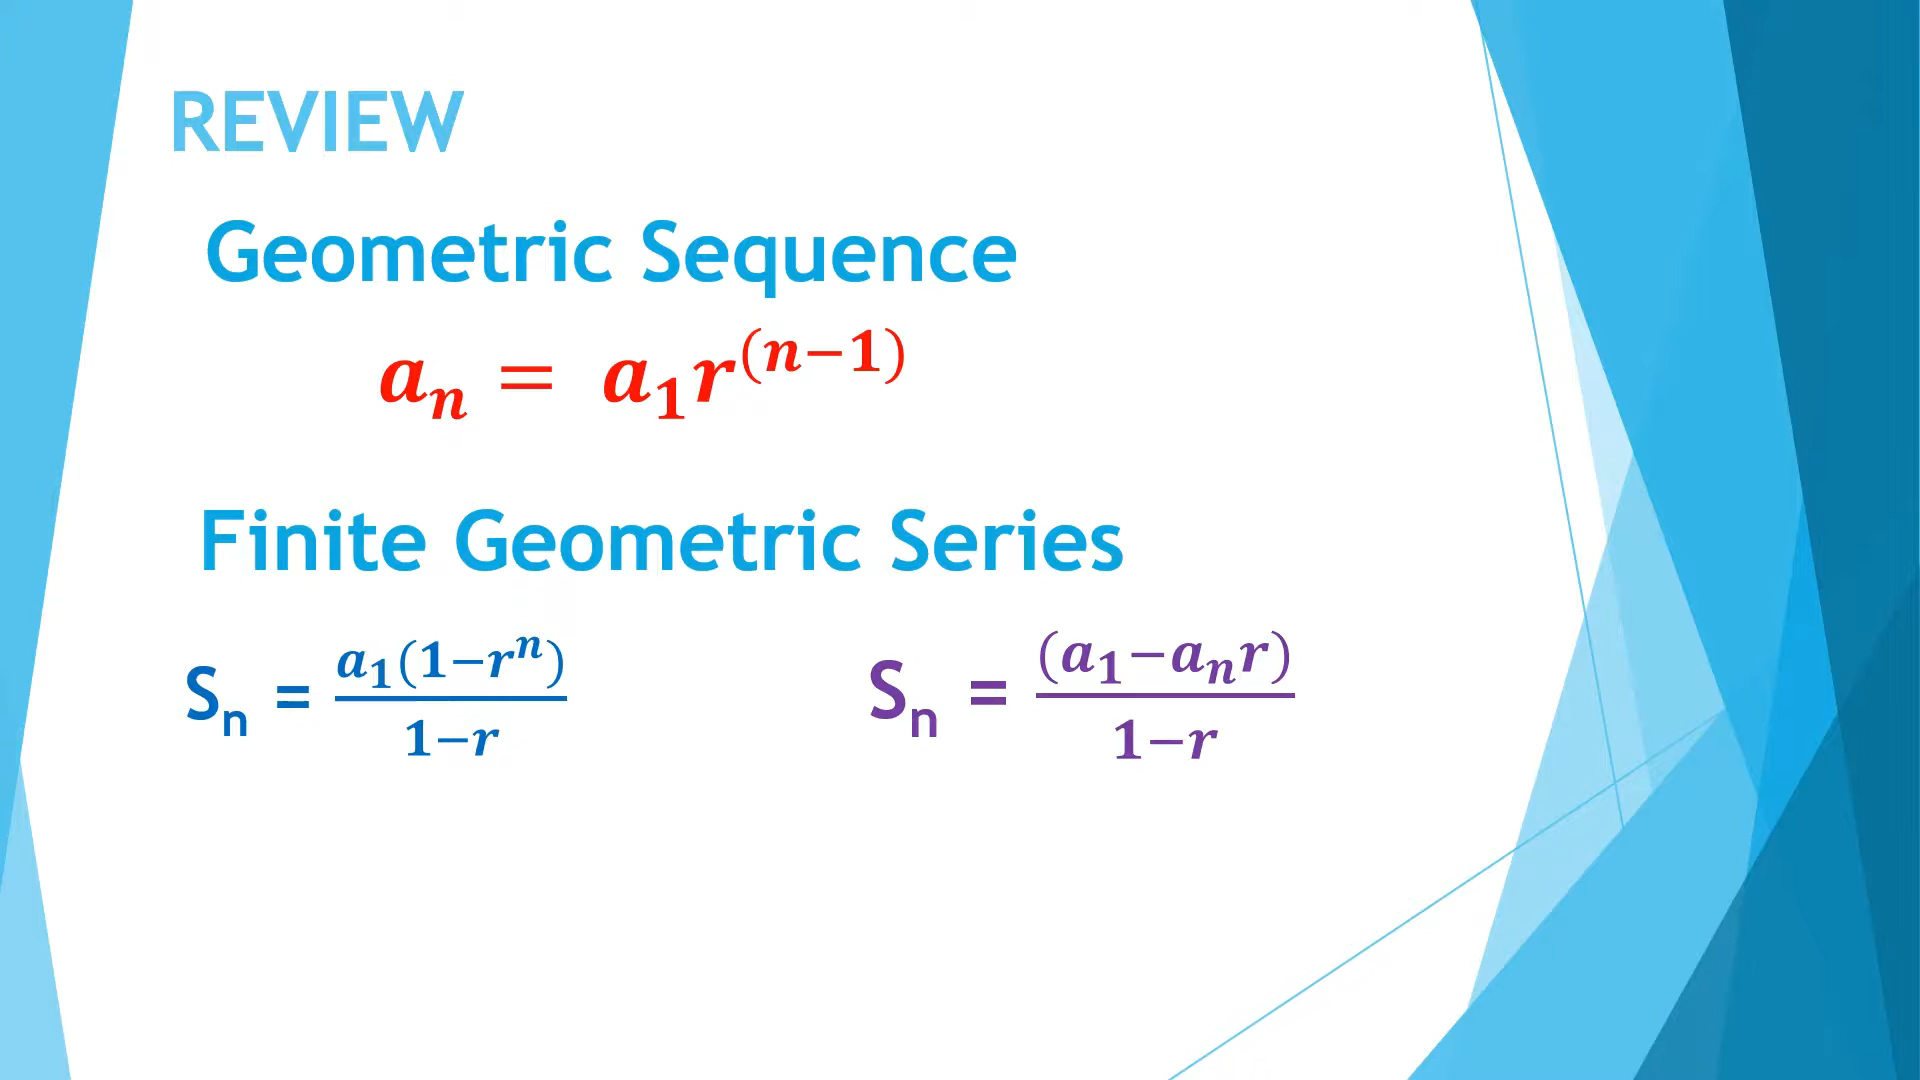 REVIEW
Geometric Sequence
aₙ = a₁r⁽ⁿ⁻¹⁾
Finite Geometric Series
Sₙ = a₁(1−rⁿ) / 1−r
Sₙ = (a₁−aₙr) / 1−r